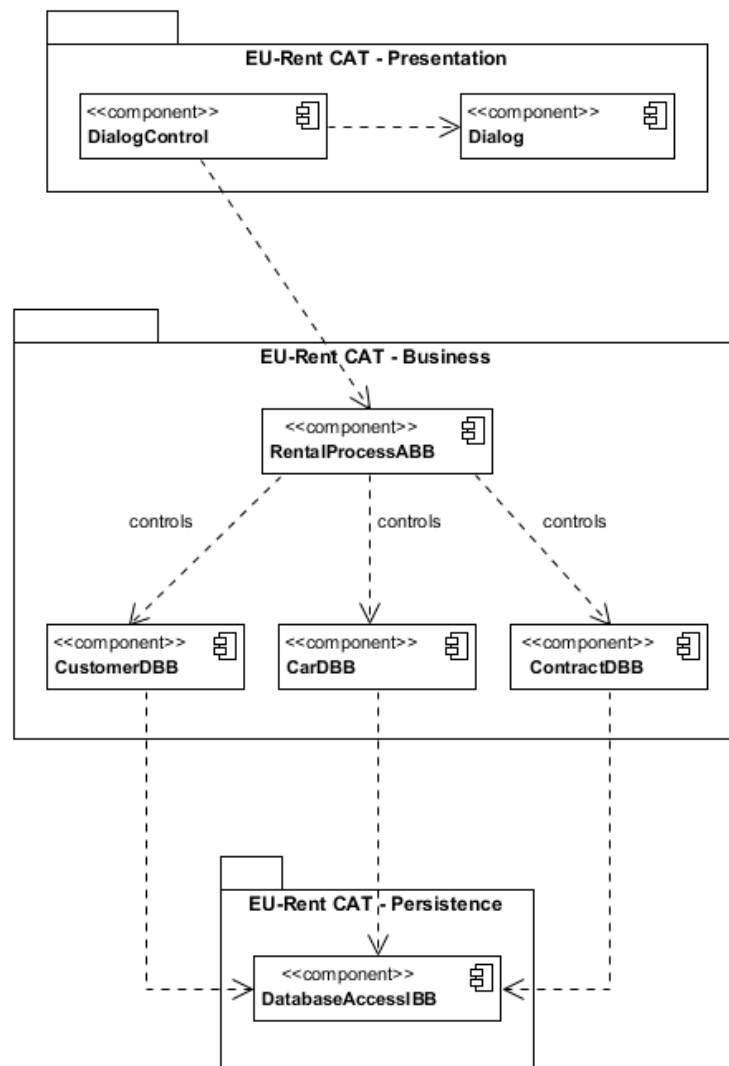 EU-Rent CAT - Presentation
<<component>>
DialogControl
<<component>>
Dialog
EU-Rent CAT - Business
<<component>>
RentalProcessABB
controls
controls
controls
<<component>>
CustomerDBB
<<component>>
CarDBB
<<component>>
ContractDBB
EU-Rent CAT - Persistence
<<component>>
DatabaseAccessIBB